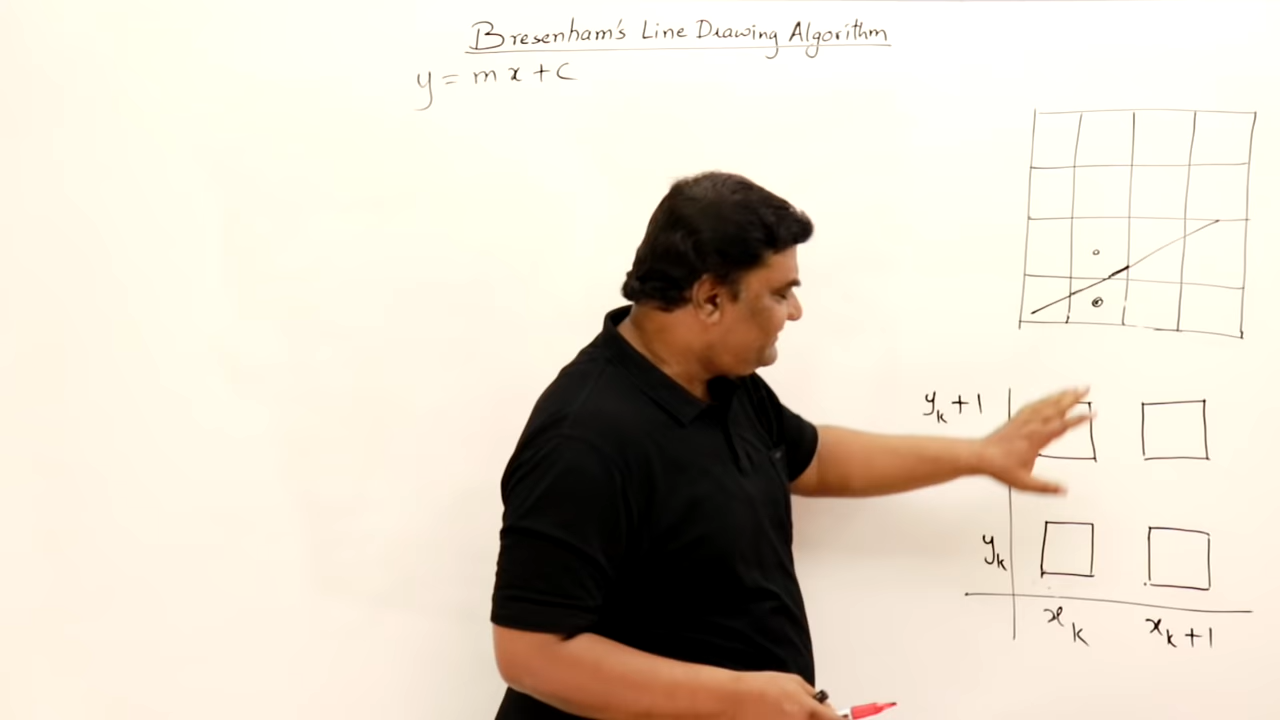 Bresenham's Line Drawing Algorithm
y = mx + c
yₖ + 1
yₖ
xₖ xₖ + 1